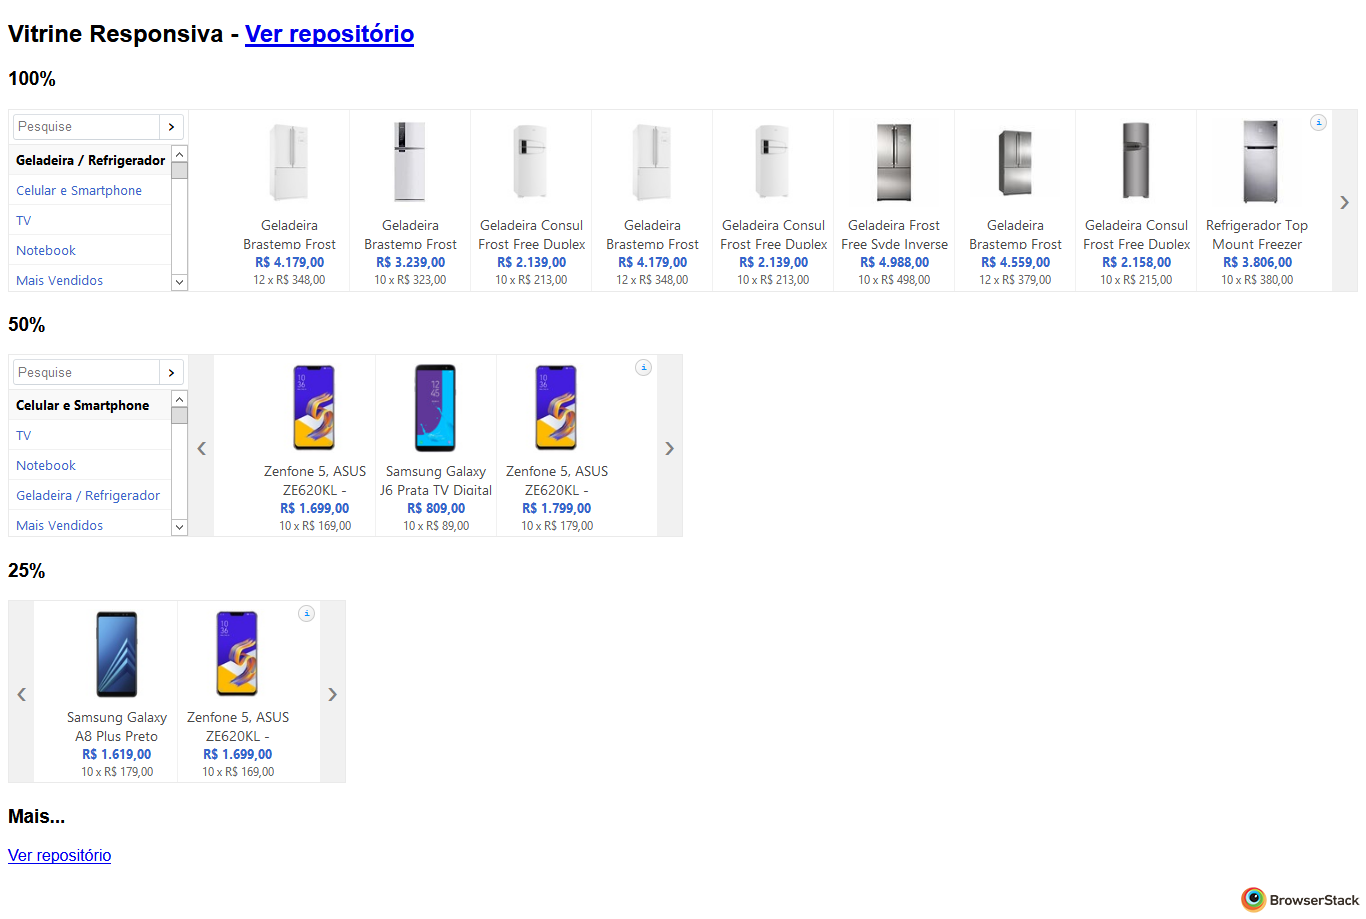 Vitrine Responsiva - Ver repositório
100%
Pesquise
Geladeira / Refrigerador
Celular e Smartphone
TV
Notebook
Mais Vendidos
Geladeira
Brastemp Frost
R$ 4.179,00
12 x R$ 348,00
Geladeira
Brastemp Frost
R$ 3.239,00
10 x R$ 323,00
Geladeira Consul
Frost Free Duplex
R$ 2.139,00
10 x R$ 213,00
Geladeira
Brastemp Frost
R$ 4.179,00
12 x R$ 348,00
Geladeira Consul
Frost Free Duplex
R$ 2.139,00
10 x R$ 213,00
Geladeira Frost
Free Syde Inverse
R$ 4.988,00
10 x R$ 498,00
Geladeira
Brastemp Frost
R$ 4.559,00
12 x R$ 379,00
Geladeira Consul
Frost Free Duplex
R$ 2.158,00
10 x R$ 215,00
i
Refrigerador Top
Mount Freezer
R$ 3.806,00
10 x R$ 380,00
50%
Pesquise
Celular e Smartphone
TV
Notebook
Geladeira / Refrigerador
Mais Vendidos
10
36
Zenfone 5, ASUS
ZE620KL -
R$ 1.699,00
10 x R$ 169,00
Samsung Galaxy
J6 Prata TV Digital
R$ 809,00
10 x R$ 89,00
10
36
Zenfone 5, ASUS
ZE620KL -
R$ 1.799,00
10 x R$ 179,00
i
25%
Samsung Galaxy
A8 Plus Preto
R$ 1.619,00
10 x R$ 179,00
10
36
Zenfone 5, ASUS
ZE620KL -
R$ 1.699,00
10 x R$ 169,00
i
Mais...
Ver repositório
BrowserStack